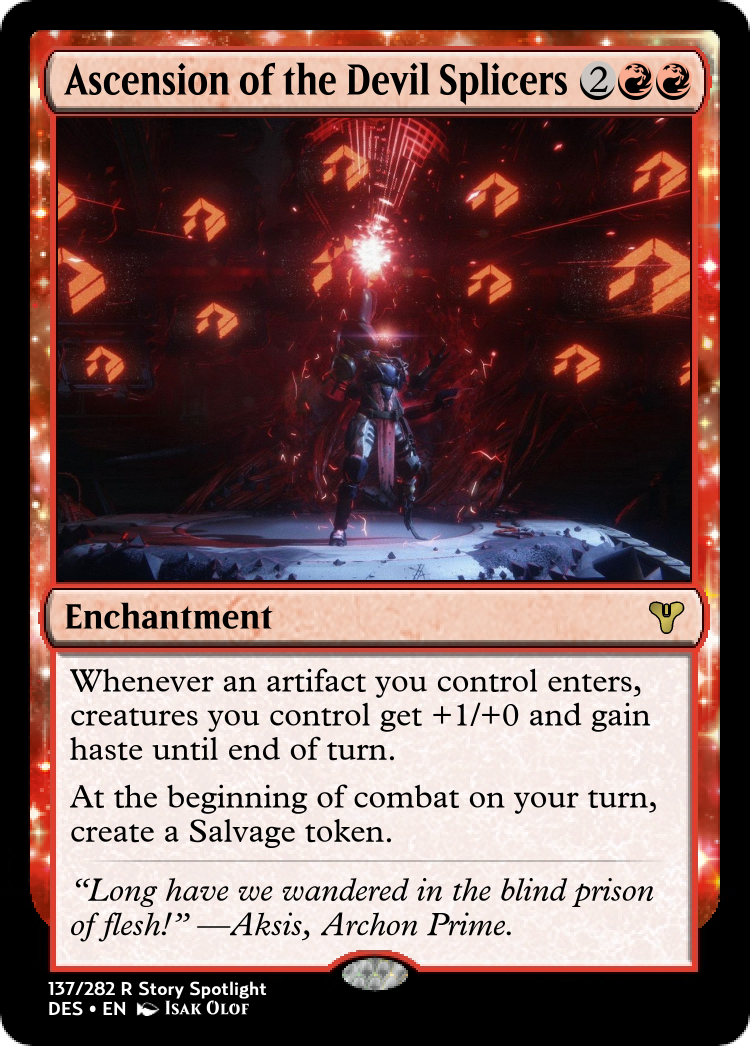 Ascension of the Devil Splicers 2
Enchantment
Whenever an artifact you control enters,
creatures you control get +1/+0 and gain
haste until end of turn.
At the beginning of combat on your turn,
create a Salvage token.
“Long have we wandered in the blind prison
of flesh!” —Aksis, Archon Prime.
137/282 R Story Spotlight
DES • EN Isak Olof